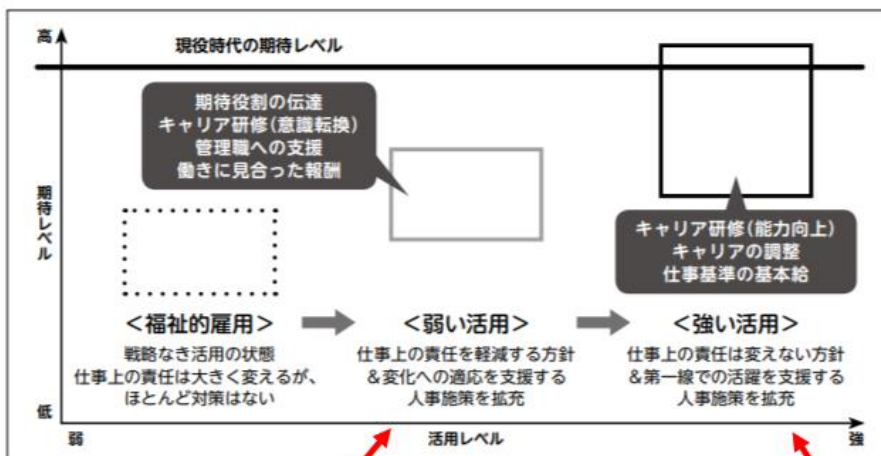 高
現役時代の期待レベル
期待役割の伝達
キャリア研修(意識転換)
管理職への支援
働きに見合った報酬
期待レベル
キャリア研修(能力向上)
キャリアの調整
仕事基準の基本給
<福祉的雇用>
戦略なき活用の状態
仕事上の責任は大きく変えるが、
ほとんど対策はない
<弱い活用>
仕事上の責任を軽減する方針
&変化への適応を支援する
人事施策を拡充
<強い活用>
仕事上の責任は変えない方針
&第一線での活躍を支援する
人事施策を拡充
低
弱
活用レベル
強